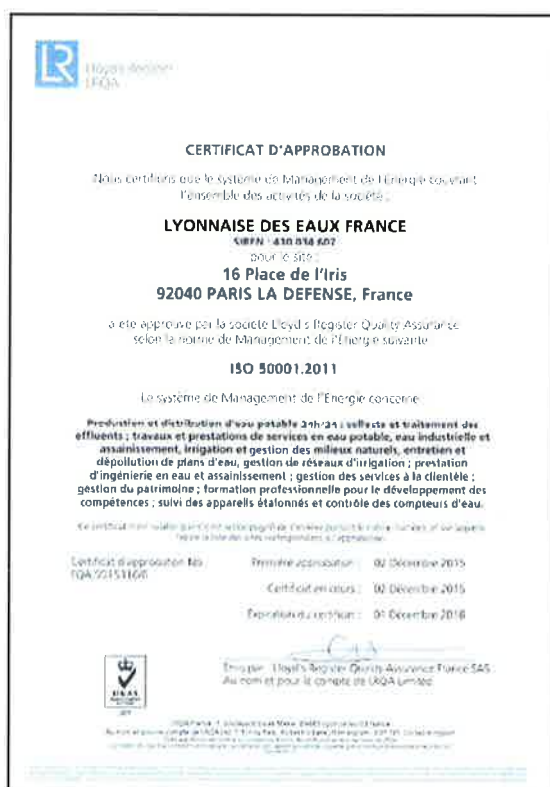 LR
Lloyd's Register
LRQA
CERTIFICAT D'APPROBATION
Nous certifions que le système de Management de l'Énergie couvrant
l'ensemble des activités de la société :
LYONNAISE DES EAUX FRANCE
SIREN : 410 034 607
pour le site :
16 Place de l'Iris
92040 PARIS LA DEFENSE, France
a été approuvé par la société Lloyd's Register Quality Assurance
selon la norme de Management de l'Énergie suivante
ISO 50001:2011
Le système de Management de l'Énergie concerne
Production et distribution d'eau potable 24h/24 ; collecte et traitement des
effluents ; travaux et prestations de services en eau potable, eau industrielle et
assainissement, irrigation et gestion des milieux naturels, entretien et
dépollution de plans d'eau, gestion de réseaux d'irrigation ; prestation
d'ingénierie en eau et assainissement ; gestion des services à la clientèle ;
gestion du patrimoine ; formation professionnelle pour le développement des
compétences ; suivi des appareils étalonnés et contrôle des compteurs d'eau.
Certificat d'approbation No
Première approbation : 02 Décembre 2015
Certificat en cours : 02 Décembre 2015
Expiration du certificat : 01 Décembre 2018
Emis par : Lloyd's Register Quality Assurance France SAS
Au nom et pour le compte de LRQA Limited
UKAS